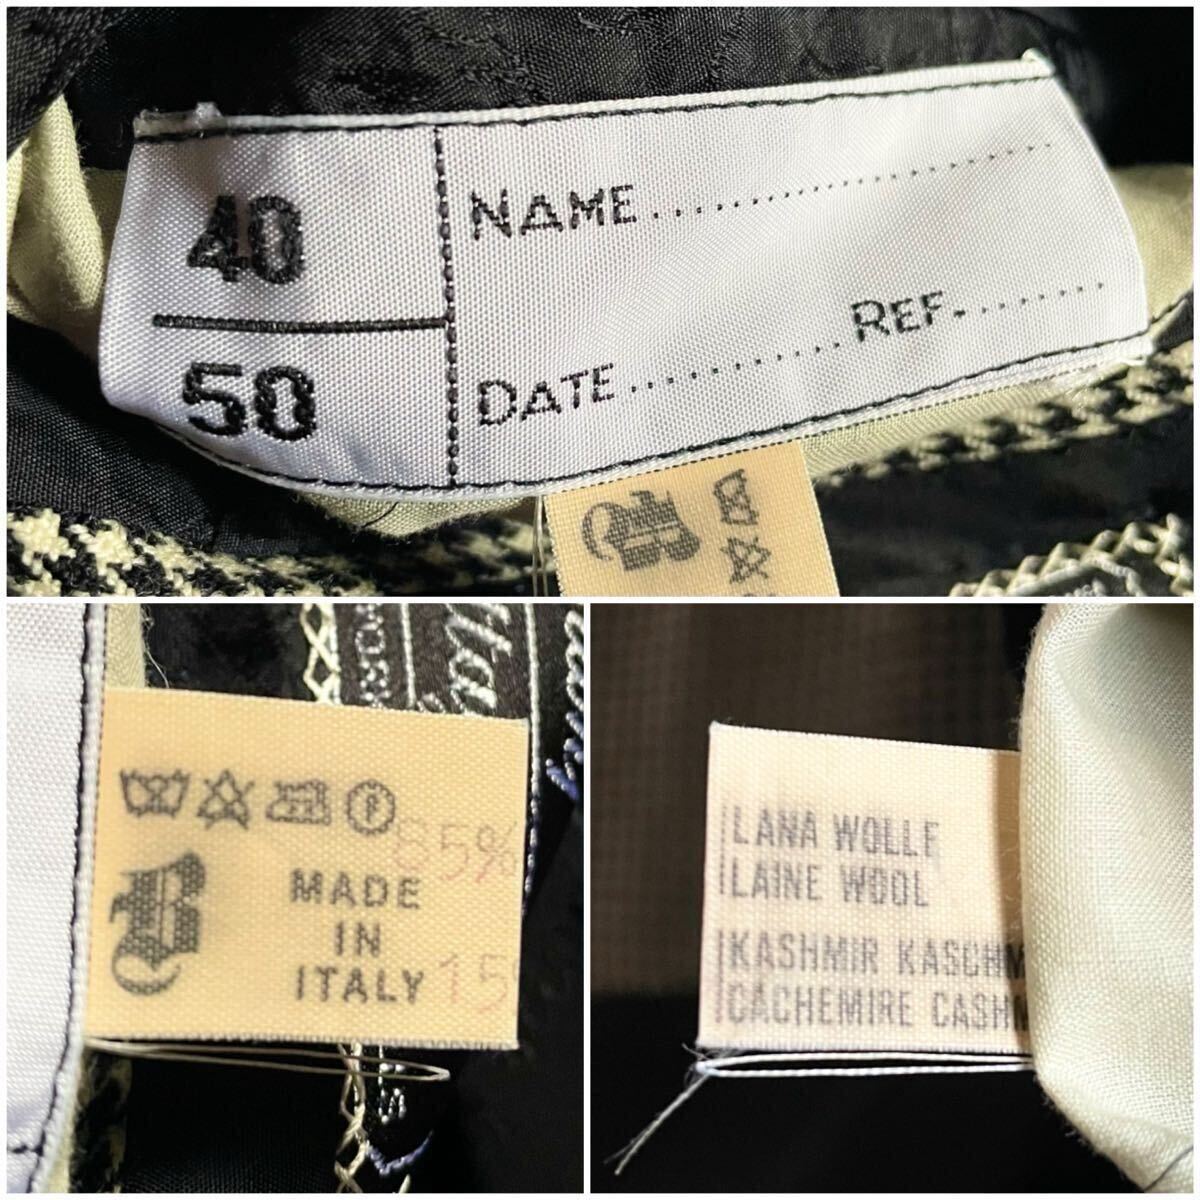 40
50
NAME
REF.
DATE
P
85%
MADE
IN
ITALY
15
LANA WOLLE
LAINE WOOL
KASHMIR KASCHM
CACHEMIRE CASHM